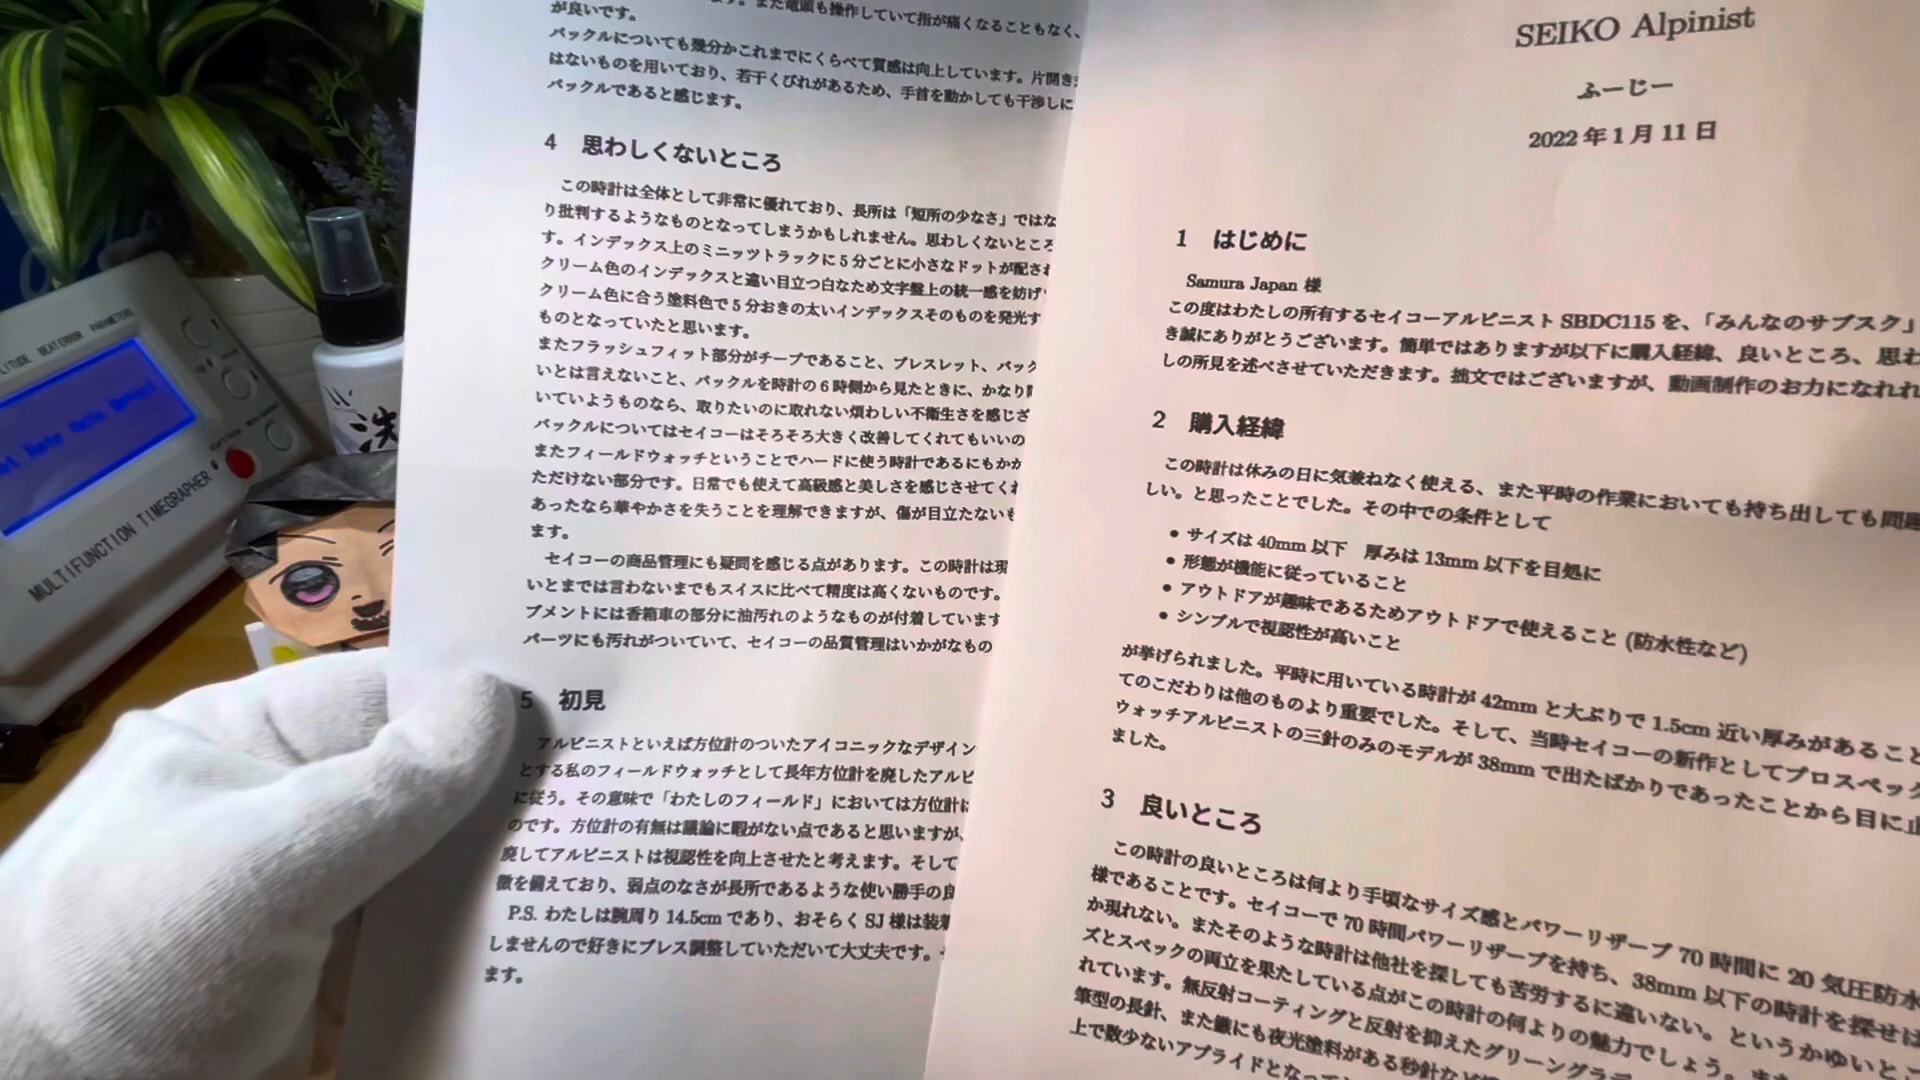 SEIKO Alpinist
ふーじー
2022 年 1 月 11 日
1 はじめに
Samura Japan 様
この度はわたしの所有するセイコーアルピニスト SBDC115 を、「みんなのサブスク」
き誠にありがとうございます。簡単ではありますが以下に購入経緯、良いところ、思わ
しの所見を述べさせていただきます。拙文ではございますが、動画制作のお力になれれ
2 購入経緯
この時計は休みの日に気兼ねなく使える、また平時の作業においても持ち出しても問題
しい。と思ったことでした。その中での条件として
• サイズは 40mm 以下 厚みは 13mm 以下を目処に
• 形態が機能に従っていること
• アウトドアが趣味であるためアウトドアで使えること (防水性など)
• シンプルで視認性が高いこと
が挙げられました。平時に用いている時計が 42mm と大ぶりで 1.5cm 近い厚みがあること
てのこだわりは他のものより重要でした。そして、当時セイコーの新作としてプロスペック
ウォッチアルピニストの三針のみのモデルが 38mm で出たばかりであったことから目に止
ました。
3 良いところ
この時計の良いところは何より手頃なサイズ感とパワーリザーブ 70 時間に 20 気圧防水
様であることです。セイコーで 70 時間パワーリザーブを持ち、38mm 以下の時計を探せば
か現れない。またそのような時計は他社を探しても苦労するに違いない。というかゆいとこ
ズとスペックの両立を果たしている点がこの時計の何よりの魅力でしょう。また
れています。無反射コーティングと反射を抑えたグリーングラデ
筆型の長針、また鏃にも夜光塗料がある秒針など
上で数少ないアプライドとなって
す。また竜頭も操作していて指が痛くなることもなく、
が良いです。
バックルについても幾分かこれまでにくらべて質感は向上しています。片開き
はないものを用いており、若干くびれがあるため、手首を動かしても干渉しに
バックルであると感じます。
4 思わしくないところ
この時計は全体として非常に優れており、長所は「短所の少なさ」ではな
り批判するようなものとなってしまうかもしれません。思わしくないところ
す。インデックス上のミニッツトラックに 5 分ごとに小さなドットが配され
クリーム色のインデックスと違い目立つ白なため文字盤上の統一感を妨げ
クリーム色に合う塗料色で 5 分おきの太いインデックスそのものを発光す
ものとなっていたと思います。
またフラッシュフィット部分がチープであること、ブレスレット、バック
いとは言えないこと、バックルを時計の 6 時側から見たときに、かなり
いていようものなら、取りたいのに取れない煩わしい不衛生さを感じざ
バックルについてはセイコーはそろそろ大きく改善してくれてもいいの
またフィールドウォッチということでハードに使う時計であるにもかか
ただけない部分です。日常でも使えて高級感と美しさを感じさせてくれ
あったなら華やかさを失うことを理解できますが、傷が目立たないも
ます。
セイコーの商品管理にも疑問を感じる点があります。この時計は現
いとまでは言わないまでもスイスに比べて精度は高くないものです。
ブメントには香箱車の部分に油汚れのようなものが付着しています
パーツにも汚れがついていて、セイコーの品質管理はいかがなもの
5 初見
アルピニストといえば方位計のついたアイコニックなデザイン
とする私のフィールドウォッチとして長年方位計を廃したアルピ
に従う。その意味で「わたしのフィールド」においては方位計は
のです。方位計の有無は議論に暇がない点であると思いますが、
廃してアルピニストは視認性を向上させたと考えます。そして
徴を備えており、弱点のなさが長所であるような使い勝手の良
P.S. わたしは腕周り 14.5cm であり、おそらく SJ 様は装着
しませんので好きにブレス調整していただいて大丈夫です。
ます。
BEAT ERROR PARAMETERS
MULTIFUNCTION TIMEGRAPHER
洗